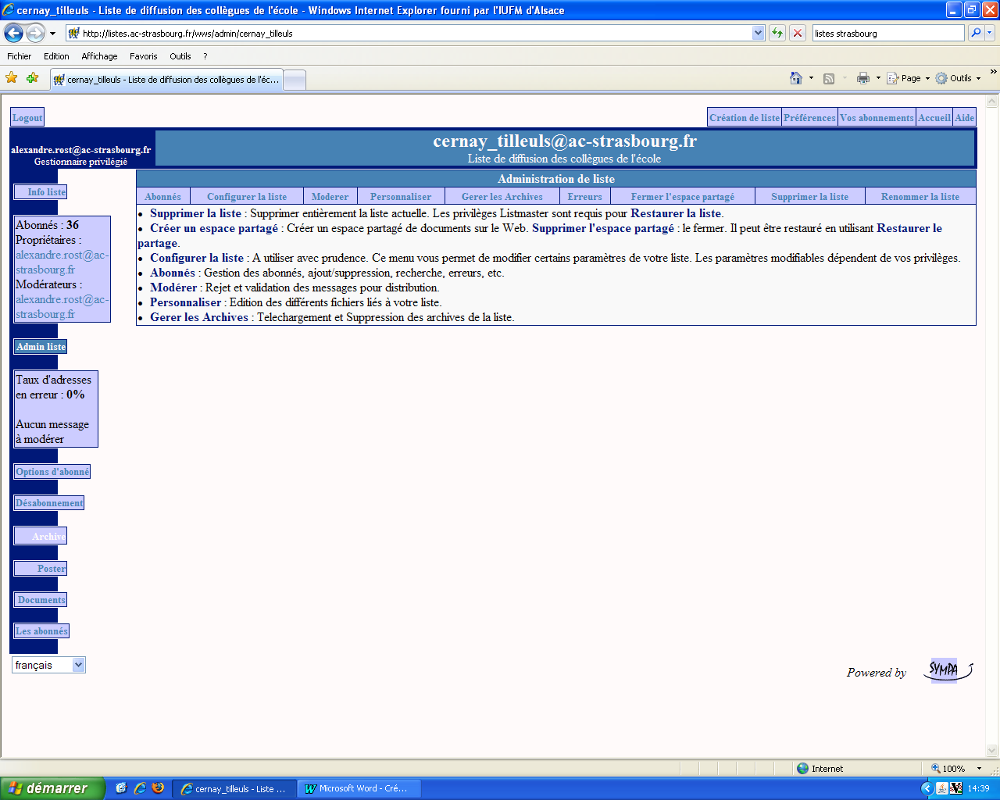 cernay_tilleuls - Liste de diffusion des collègues de l'école - Windows Internet Explorer fourni par l'IUFM d'Alsace
http://listes.ac-strasbourg.fr/wws/admin/cernay_tilleuls
listes strasbourg
Fichier Edition Affichage Favoris Outils ?
cernay_tilleuls - Liste de diffusion des collègues de l'éc...
Page Outils
Logout
Création de liste Préférences Vos abonnements Accueil Aide
alexandre.rost@ac-strasbourg.fr
Gestionnaire privilégié
cernay_tilleuls@ac-strasbourg.fr
Liste de diffusion des collègues de l'école
Info liste
Abonnés : 36
Propriétaires :
alexandre.rost@ac-
strasbourg.fr
Modérateurs :
alexandre.rost@ac-
strasbourg.fr
Admin liste
Taux d'adresses
en erreur : 0%
Aucun message
à modérer
Options d'abonné
Désabonnement
Archive
Poster
Documents
Les abonnés
français
Administration de liste
Abonnés Configurer la liste Moderer Personnaliser Gerer les Archives Erreurs Fermer l'espace partagé Supprimer la liste Renommer la liste
• Supprimer la liste : Supprimer entièrement la liste actuelle. Les privilèges Listmaster sont requis pour Restaurer la liste.
• Créer un espace partagé : Créer un espace partagé de documents sur le Web. Supprimer l'espace partagé : le fermer. Il peut être restauré en utilisant Restaurer le
partage.
• Configurer la liste : A utiliser avec prudence. Ce menu vous permet de modifier certains paramètres de votre liste. Les paramètres modifiables dépendent de vos privilèges.
• Abonnés : Gestion des abonnés, ajout/suppression, recherche, erreurs, etc.
• Modérer : Rejet et validation des messages pour distribution.
• Personnaliser : Edition des différents fichiers liés à votre liste.
• Gerer les Archives : Telechargement et Suppression des archives de la liste.
Powered by SYMPA
Internet 100%
démarrer
cernay_tilleuls - Liste ...
Microsoft Word - Cré...
14:39